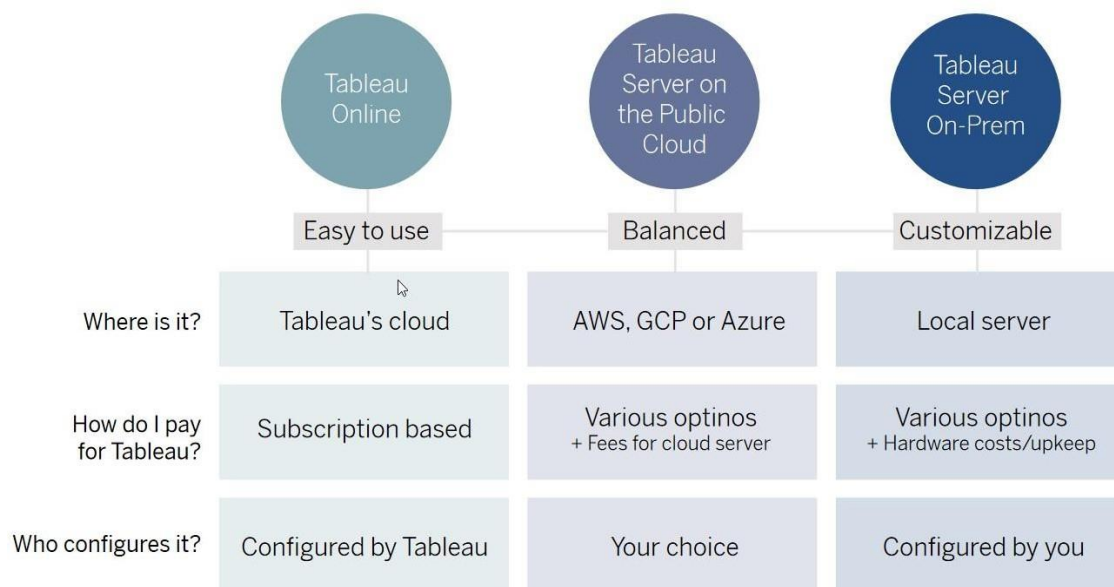 Tableau
Online
Tableau
Server on
the Public
Cloud
Tableau
Server
On-Prem
Easy to use
Balanced
Customizable
Where is it?
Tableau's cloud
AWS, GCP or Azure
Local server
How do I pay
for Tableau?
Subscription based
Various optinos
+ Fees for cloud server
Various optinos
+ Hardware costs/upkeep
Who configures it?
Configured by Tableau
Your choice
Configured by you